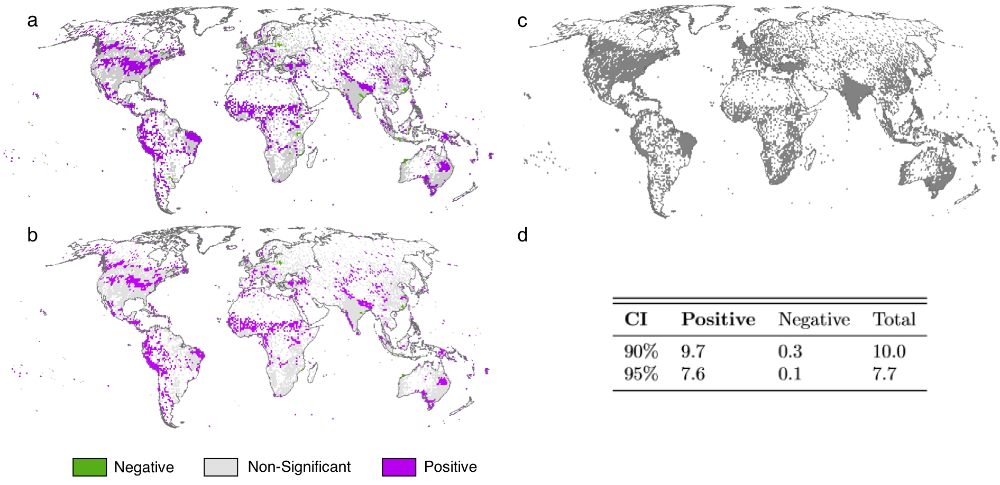 a
c
b
d
CI Positive Negative Total
90% 9.7 0.3 10.0
95% 7.6 0.1 7.7
Negative Non-Significant Positive